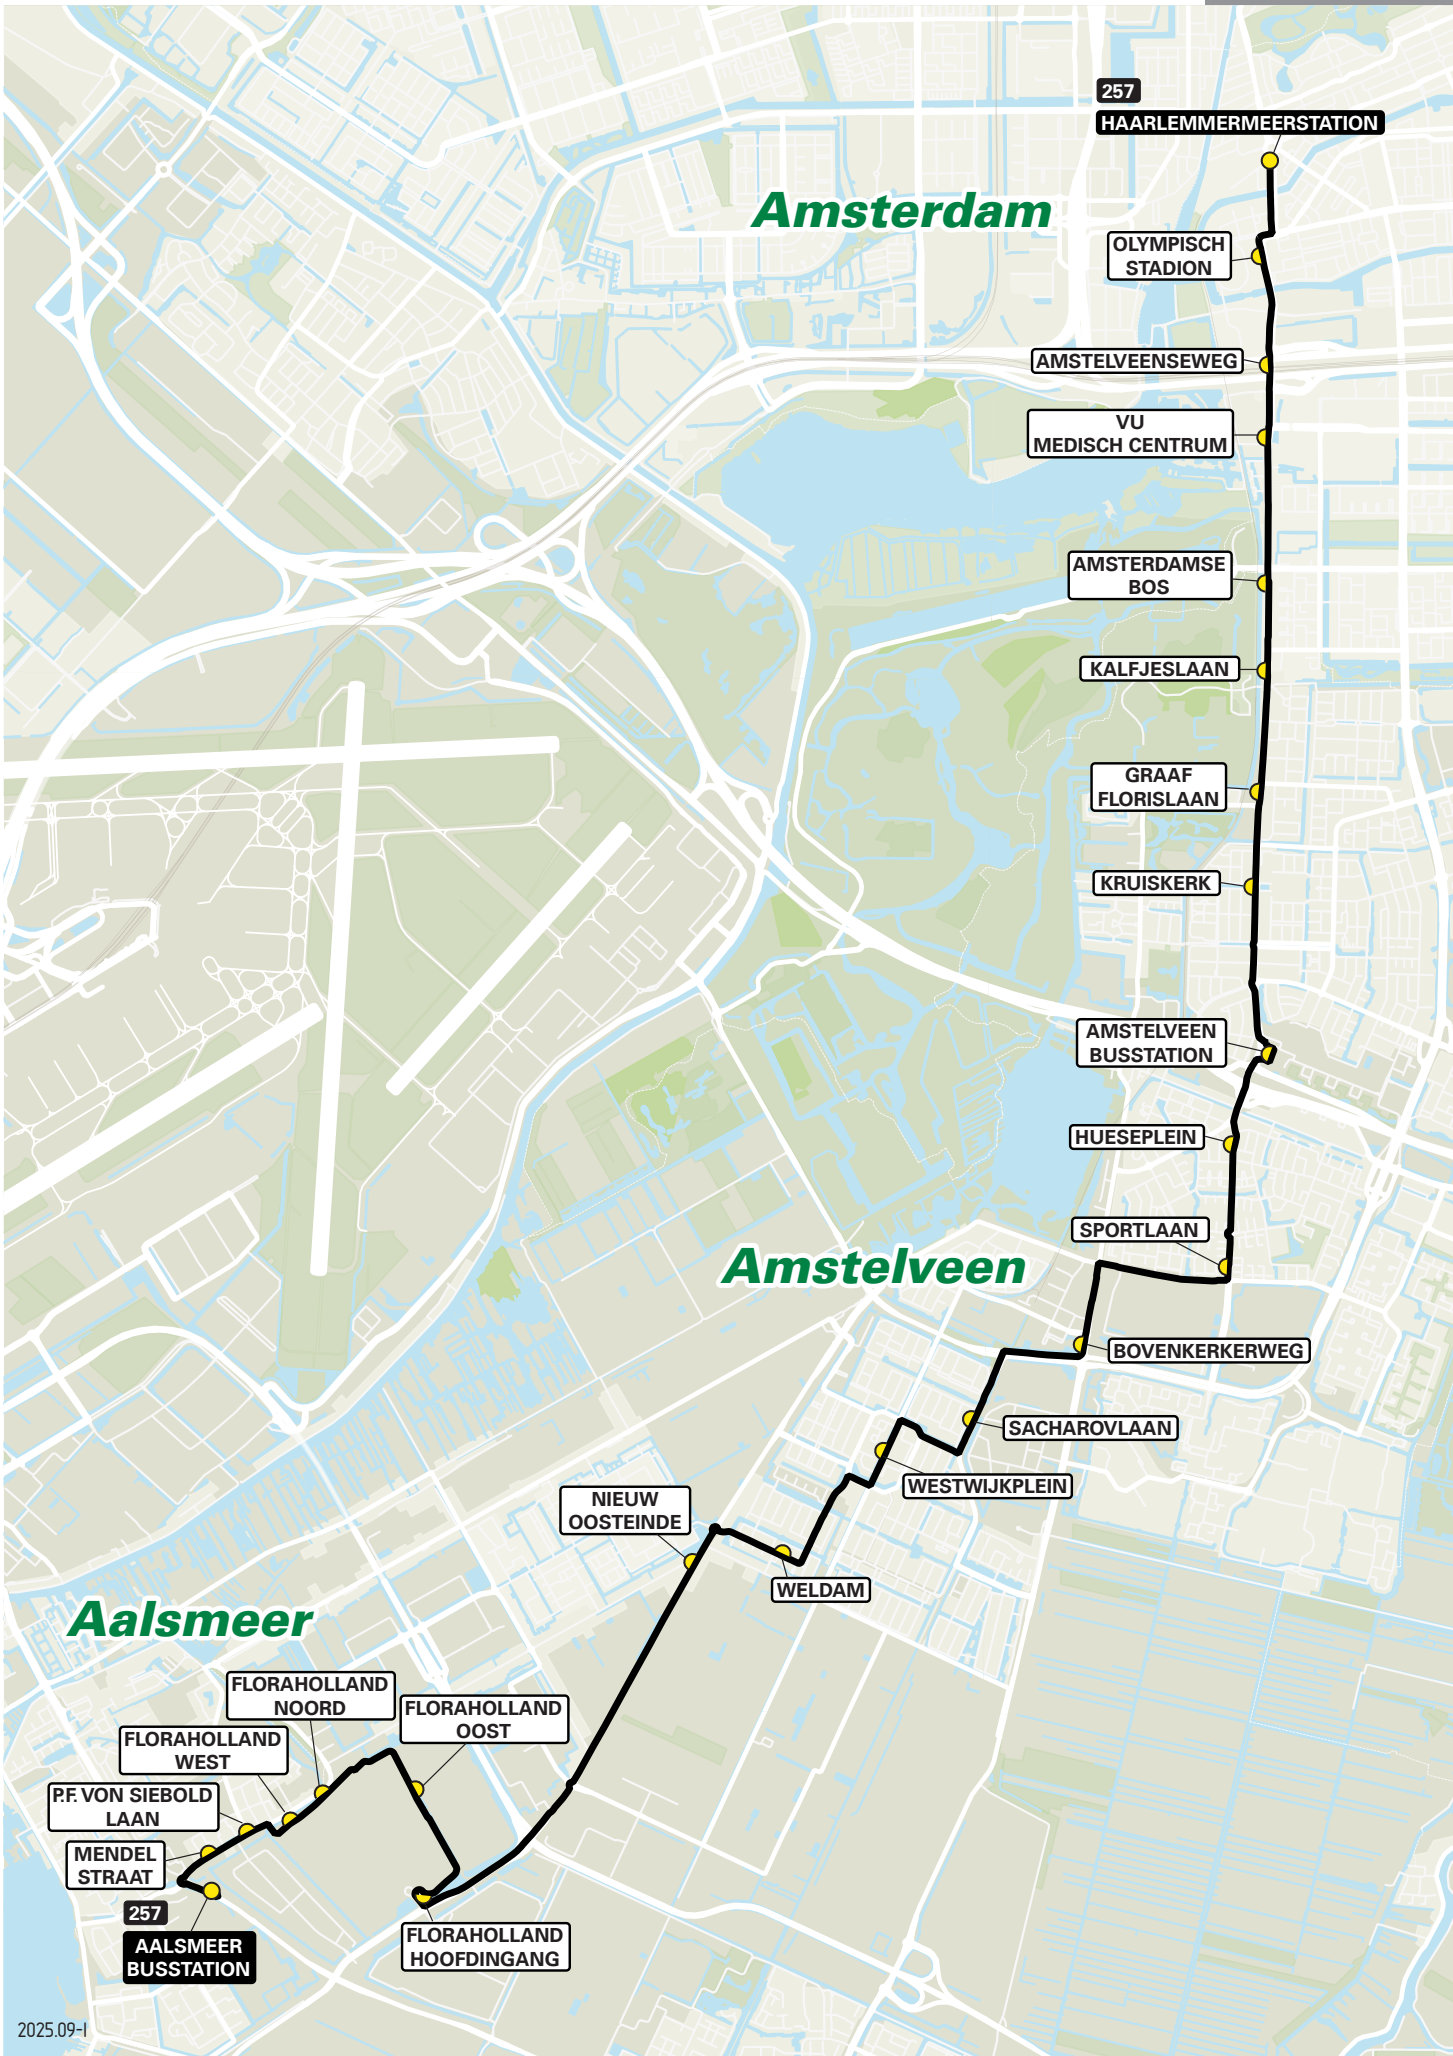 257
HAARLEMMERMEERSTATION
Amsterdam
OLYMPISCH
STADION
AMSTELVEENSEWEG
VU
MEDISCH CENTRUM
AMSTERDAMSE
BOS
KALFJESLAAN
GRAAF
FLORISLAAN
KRUISKERK
AMSTELVEEN
BUSSTATION
HUESEPLEIN
SPORTLAAN
Amstelveen
BOVENKERKERWEG
SACHAROVLAAN
WESTWIJKPLEIN
NIEUW
OOSTEINDE
WELDAM
Aalsmeer
FLORAHOLLAND
NOORD
FLORAHOLLAND
OOST
FLORAHOLLAND
WEST
P.F. VON SIEBOLD
LAAN
MENDEL
STRAAT
257
AALSMEER
BUSSTATION
FLORAHOLLAND
HOOFDINGANG
2025.09-I